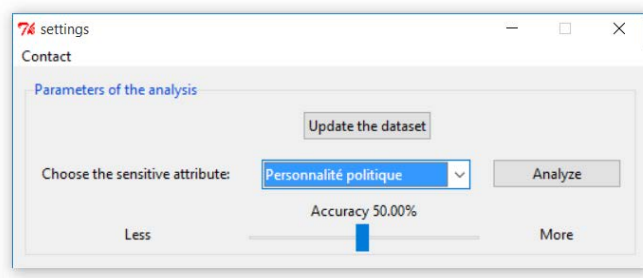 settings
Contact
Parameters of the analysis
Update the dataset
Choose the sensitive attribute: Personnalité politique Analyze
Accuracy 50.00%
Less More